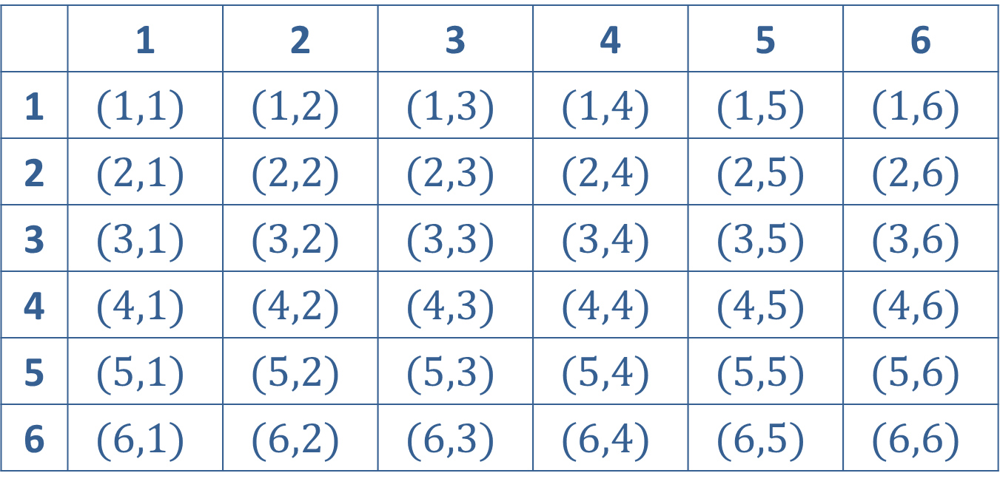 1 2 3 4 5 6
1 (1,1) (1,2) (1,3) (1,4) (1,5) (1,6)
2 (2,1) (2,2) (2,3) (2,4) (2,5) (2,6)
3 (3,1) (3,2) (3,3) (3,4) (3,5) (3,6)
4 (4,1) (4,2) (4,3) (4,4) (4,5) (4,6)
5 (5,1) (5,2) (5,3) (5,4) (5,5) (5,6)
6 (6,1) (6,2) (6,3) (6,4) (6,5) (6,6)